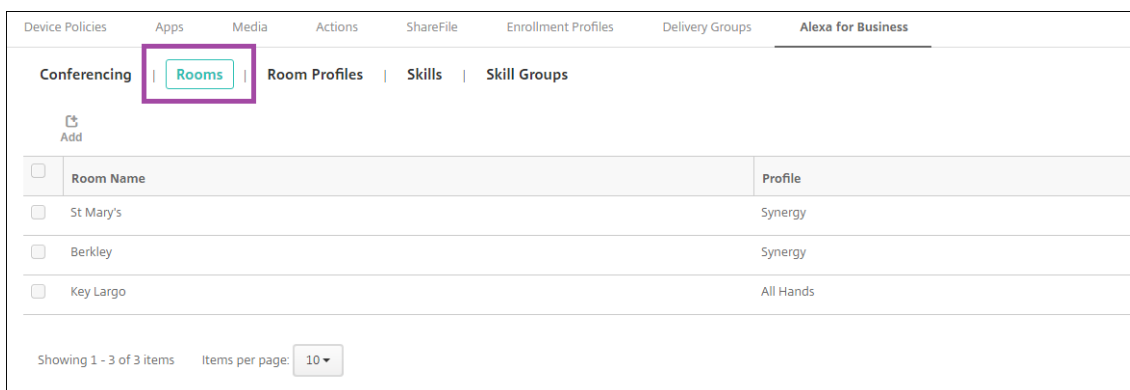 Device Policies Apps Media Actions ShareFile Enrollment Profiles Delivery Groups Alexa for Business
Conferencing | Rooms | Room Profiles | Skills | Skill Groups
Add
Room Name Profile
St Mary's Synergy
Berkley Synergy
Key Largo All Hands
Showing 1 - 3 of 3 items Items per page: 10